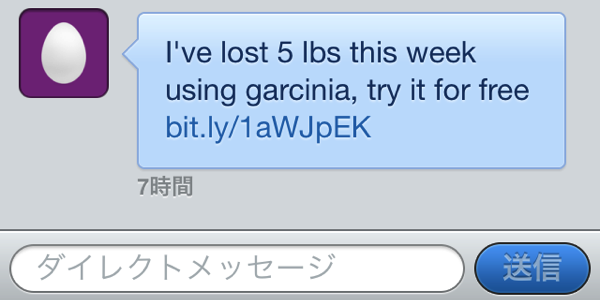 I've lost 5 lbs this week
using garcinia, try it for free
bit.ly/1aWJpEK
7時間
ダイレクトメッセージ
送信